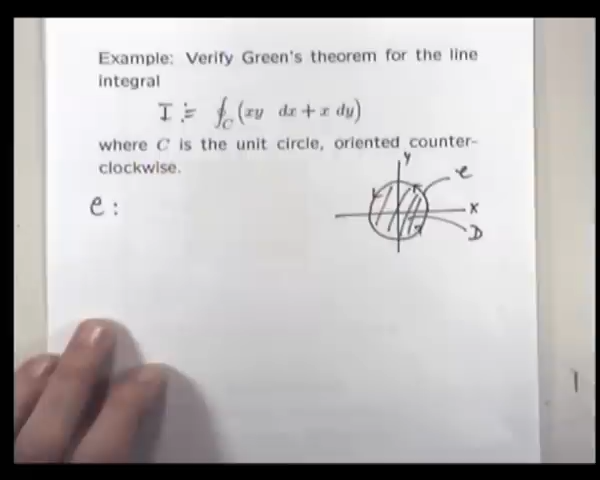 Example: Verify Green's theorem for the line
integral
I := ∮_C (xy dx + x dy)
where C is the unit circle, oriented counter-
clockwise.
y
C
x
D
C :
1